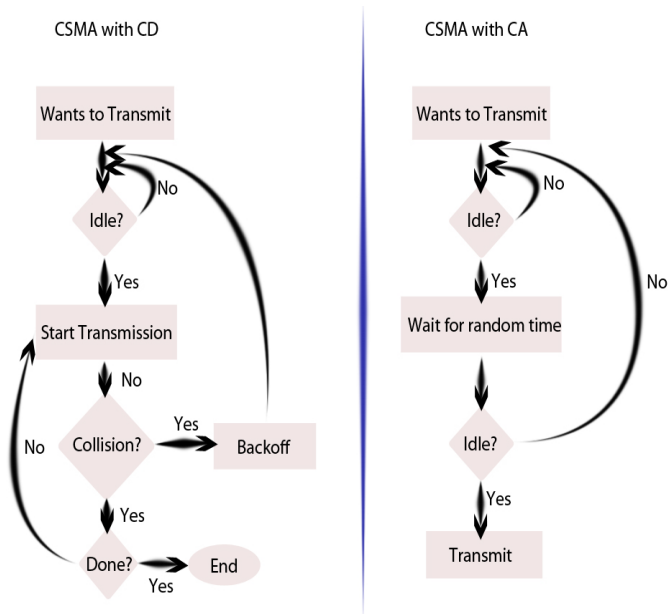 CSMA with CD
Wants to Transmit
No
Idle?
Yes
Start Transmission
No
Yes
Collision?
Backoff
No
Yes
Done?
End
Yes
CSMA with CA
Wants to Transmit
No
Idle?
Yes
No
Wait for random time
Idle?
Yes
Transmit